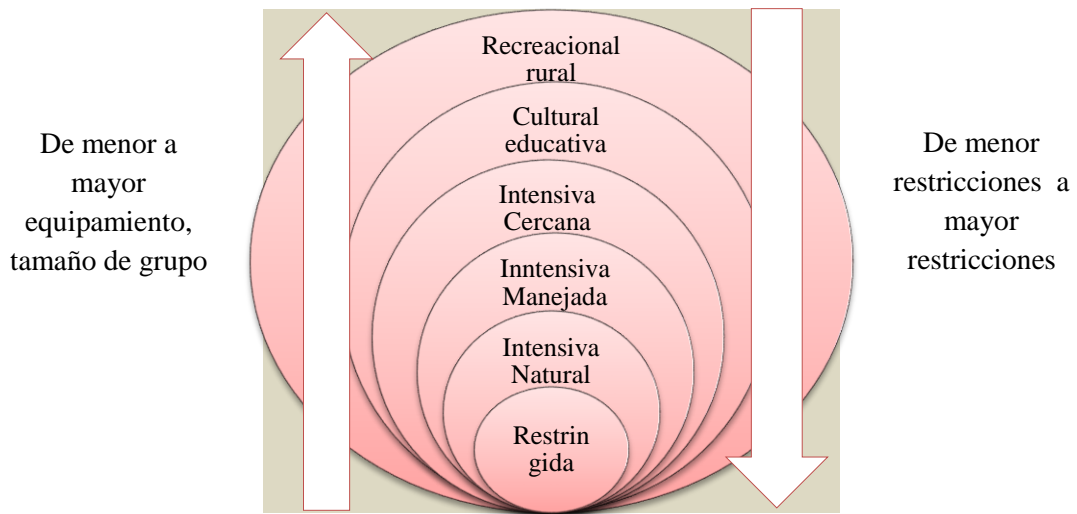 De menor a
mayor
equipamiento,
tamaño de grupo
Recreacional
rural
Cultural
educativa
Intensiva
Cercana
Inntensiva
Manejada
Intensiva
Natural
Restrin
gida
De menor
restricciones a
mayor
restricciones